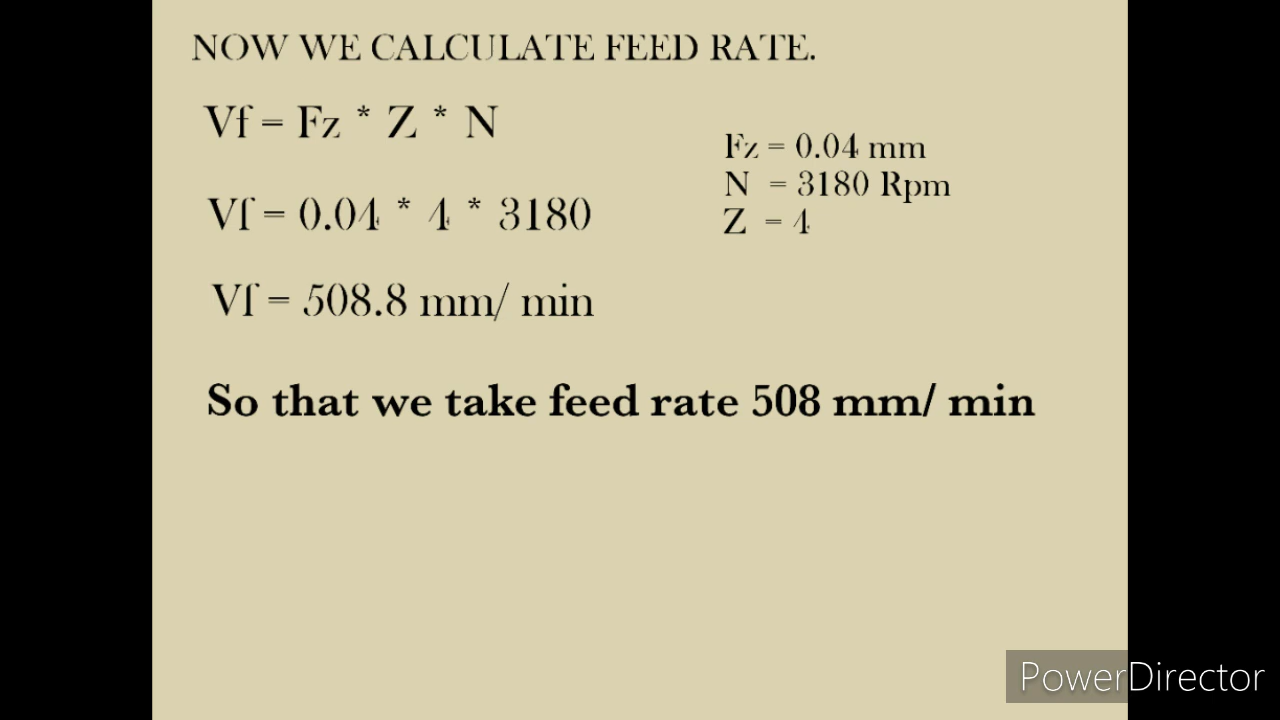 NOW WE CALCULATE FEED RATE.
Vf = Fz * Z * N
Fz = 0.04 mm
N = 3180 Rpm
Z = 4
Vf = 0.04 * 4 * 3180
Vf = 508.8 mm/ min
So that we take feed rate 508 mm/ min
PowerDirector